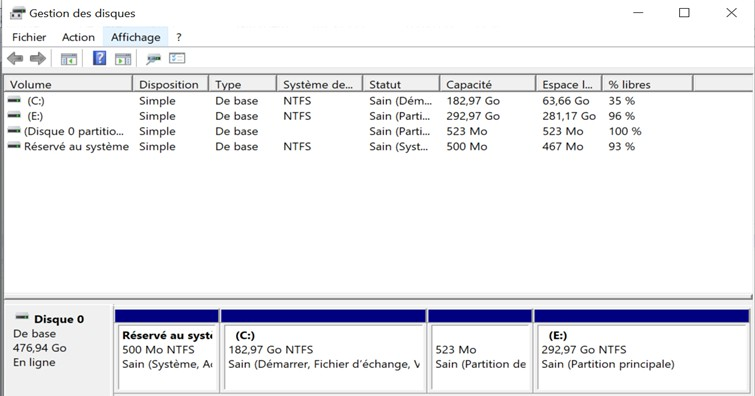 Gestion des disques
Fichier Action Affichage ?
Volume Disposition Type Système de... Statut Capacité Espace l... % libres
(C:) Simple De base NTFS Sain (Dém... 182,97 Go 63,66 Go 35 %
(E:) Simple De base NTFS Sain (Parti... 292,97 Go 281,17 Go 96 %
(Disque 0 partitio... Simple De base Sain (Parti... 523 Mo 523 Mo 100 %
Réservé au système Simple De base NTFS Sain (Syst... 500 Mo 467 Mo 93 %
Disque 0
De base
476,94 Go
En ligne
Réservé au systè
500 Mo NTFS
Sain (Système, Ac
(C:)
182,97 Go NTFS
Sain (Démarrer, Fichier d'échange, V
523 Mo
Sain (Partition de
(E:)
292,97 Go NTFS
Sain (Partition principale)